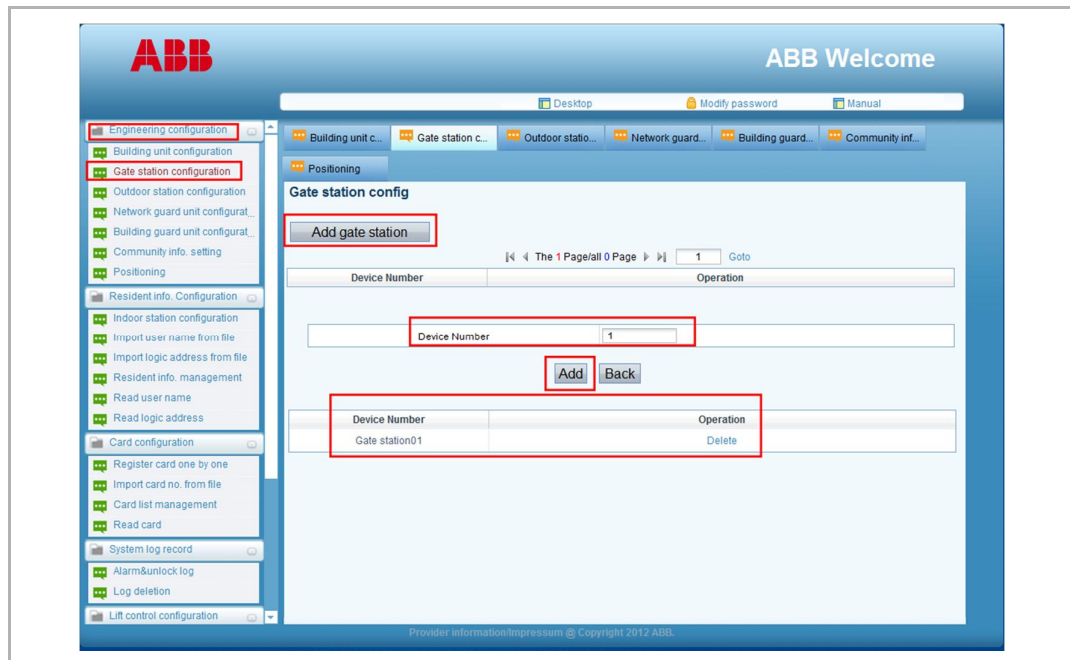 ABB
ABB Welcome
Desktop
Modify password
Manual
Engineering configuration
Building unit configuration
Gate station configuration
Outdoor station configuration
Network guard unit configurat...
Building guard unit configurat...
Community info. setting
Positioning
Resident info. Configuration
Indoor station configuration
Import user name from file
Import logic address from file
Resident info. management
Read user name
Read logic address
Card configuration
Register card one by one
Import card no. from file
Card list management
Read card
System log record
Alarm&unlock log
Log deletion
Lift control configuration
Building unit c...
Gate station c...
Outdoor statio...
Network guard...
Building guard...
Community inf...
Positioning
Gate station config
Add gate station
The 1 Page/all 0 Page 1 Goto
Device Number Operation
Device Number 1
Add Back
Device Number Operation
Gate station01 Delete
Provider information/Impressum @ Copyright 2012 ABB.